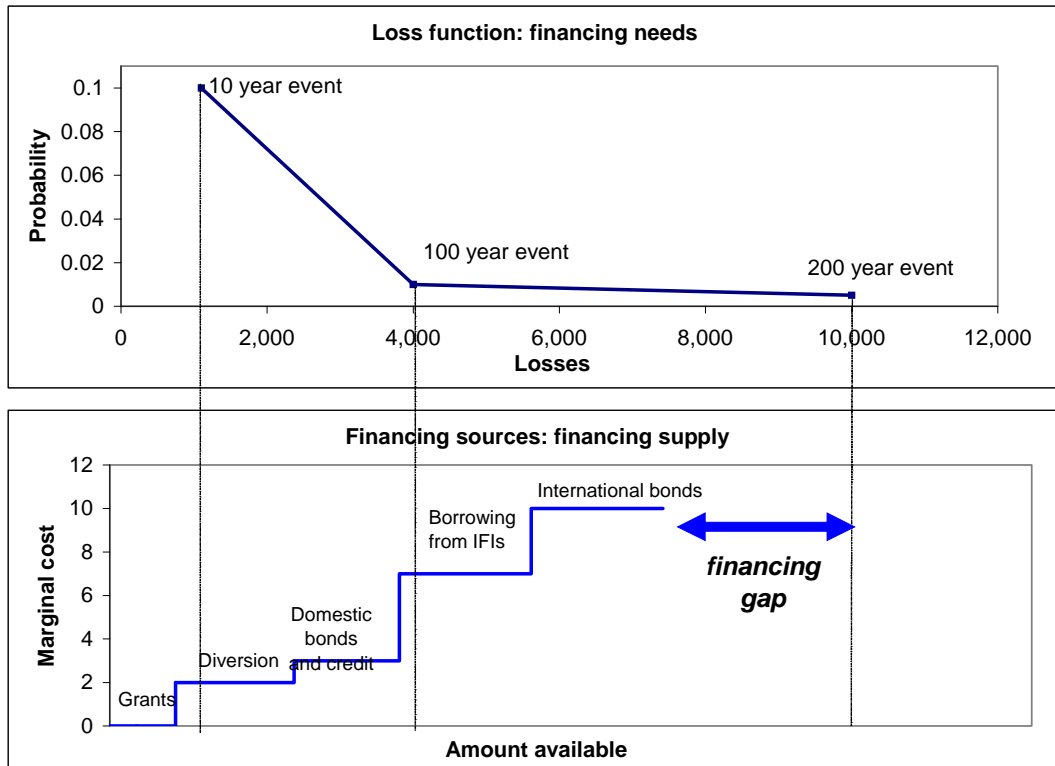 Loss function: financing needs
Probability
0.1
0.08
0.06
0.04
0.02
0
10 year event
100 year event
200 year event
0 2,000 4,000 6,000 8,000 10,000 12,000
Losses
Financing sources: financing supply
Marginal cost
12
10
8
6
4
2
0
International bonds
Borrowing
from IFIs
financing
gap
Domestic
bonds
and credit
Diversion
Grants
Amount available